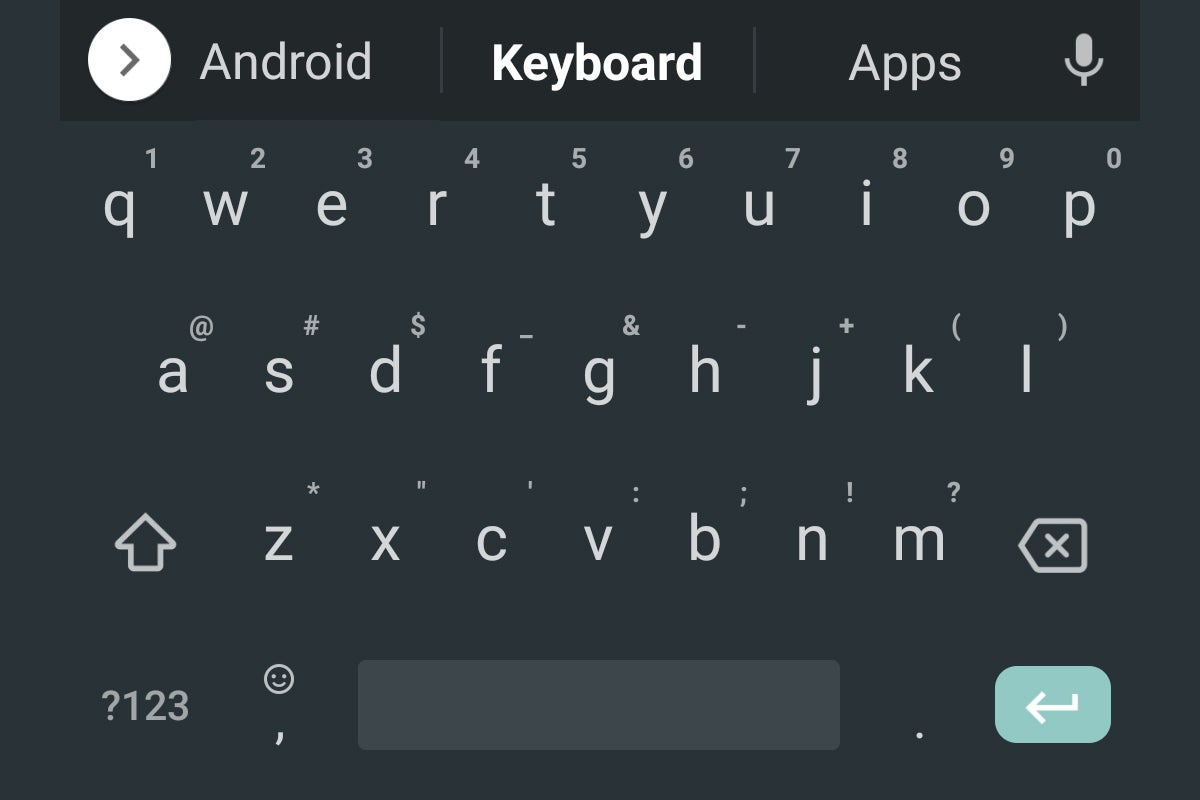 Android Keyboard Apps
1 2 3 4 5 6 7 8 9 0
q w e r t y u i o p
@ # $ _ & - + ( )
a s d f g h j k l
* " ' : ; ! ?
z x c v b n m
?123 , .